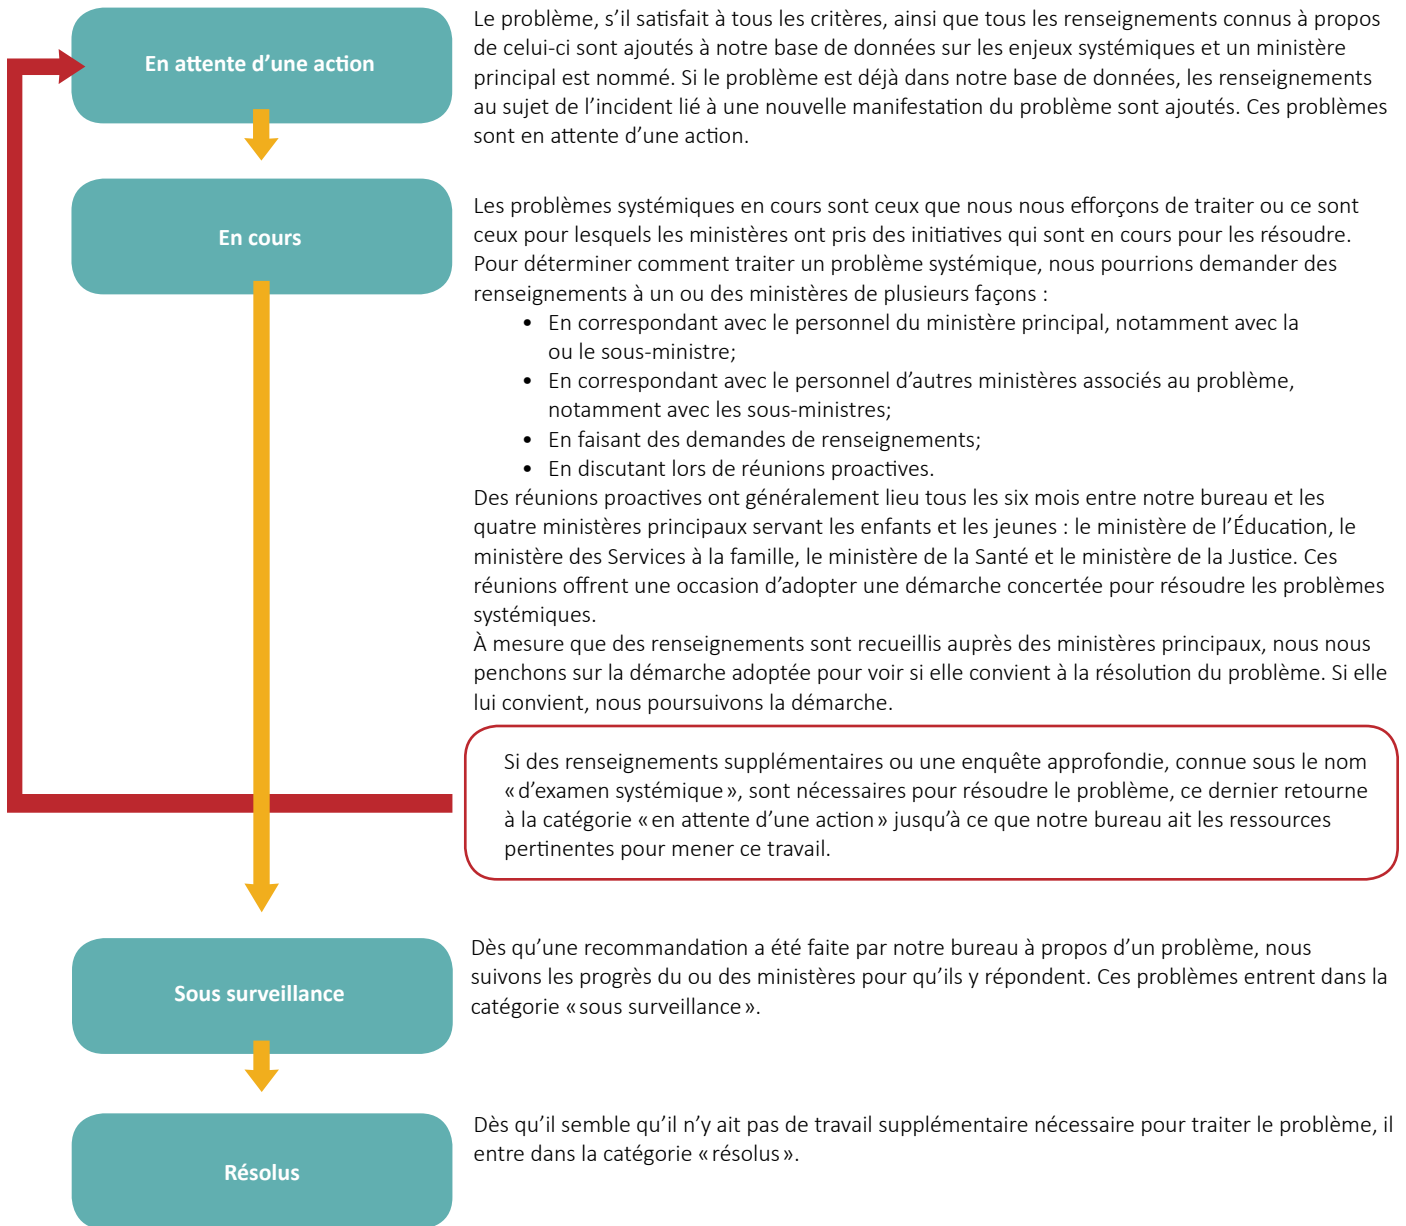 En attente d’une action
Le problème, s’il satisfait à tous les critères, ainsi que tous les renseignements connus à propos
de celui-ci sont ajoutés à notre base de données sur les enjeux systémiques et un ministère
principal est nommé. Si le problème est déjà dans notre base de données, les renseignements
au sujet de l’incident lié à une nouvelle manifestation du problème sont ajoutés. Ces problèmes
sont en attente d’une action.
En cours
Les problèmes systémiques en cours sont ceux que nous nous efforçons de traiter ou ce sont
ceux pour lesquels les ministères ont pris des initiatives qui sont en cours pour les résoudre.
Pour déterminer comment traiter un problème systémique, nous pourrions demander des
renseignements à un ou des ministères de plusieurs façons :
• En correspondant avec le personnel du ministère principal, notamment avec la
ou le sous-ministre;
• En correspondant avec le personnel d’autres ministères associés au problème,
notamment avec les sous-ministres;
• En faisant des demandes de renseignements;
• En discutant lors de réunions proactives.
Des réunions proactives ont généralement lieu tous les six mois entre notre bureau et les
quatre ministères principaux servant les enfants et les jeunes : le ministère de l’Éducation, le
ministère des Services à la famille, le ministère de la Santé et le ministère de la Justice. Ces
réunions offrent une occasion d’adopter une démarche concertée pour résoudre les problèmes
systémiques.
À mesure que des renseignements sont recueillis auprès des ministères principaux, nous nous
penchons sur la démarche adoptée pour voir si elle convient à la résolution du problème. Si elle
lui convient, nous poursuivons la démarche.
Si des renseignements supplémentaires ou une enquête approfondie, connue sous le nom
« d’examen systémique », sont nécessaires pour résoudre le problème, ce dernier retourne
à la catégorie « en attente d’une action » jusqu’à ce que notre bureau ait les ressources
pertinentes pour mener ce travail.
Sous surveillance
Dès qu’une recommandation a été faite par notre bureau à propos d’un problème, nous
suivons les progrès du ou des ministères pour qu’ils y répondent. Ces problèmes entrent dans la
catégorie « sous surveillance ».
Résolus
Dès qu’il semble qu’il n’y ait pas de travail supplémentaire nécessaire pour traiter le problème, il
entre dans la catégorie « résolus ».